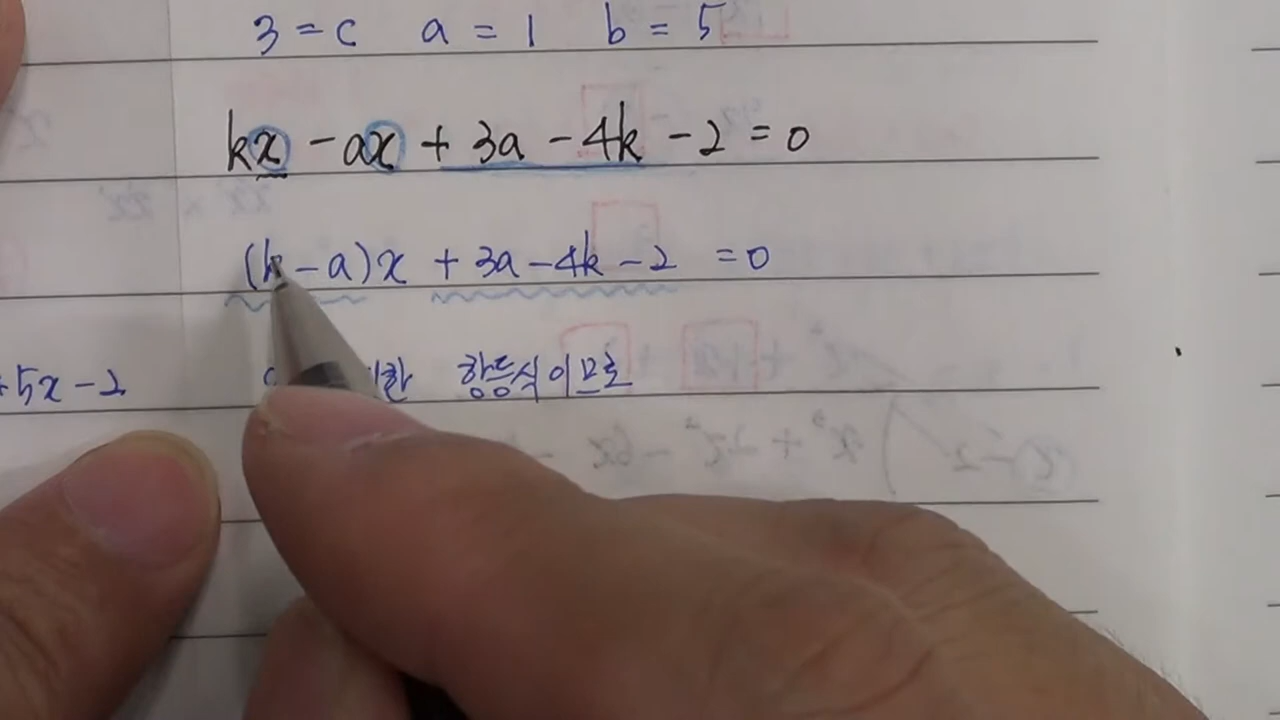 3 = c   a = 1   b = 5
kx - ax + 3a - 4k - 2 = 0
(k - a)x + 3a - 4k - 2 = 0
+5x - 2
항등식이므로